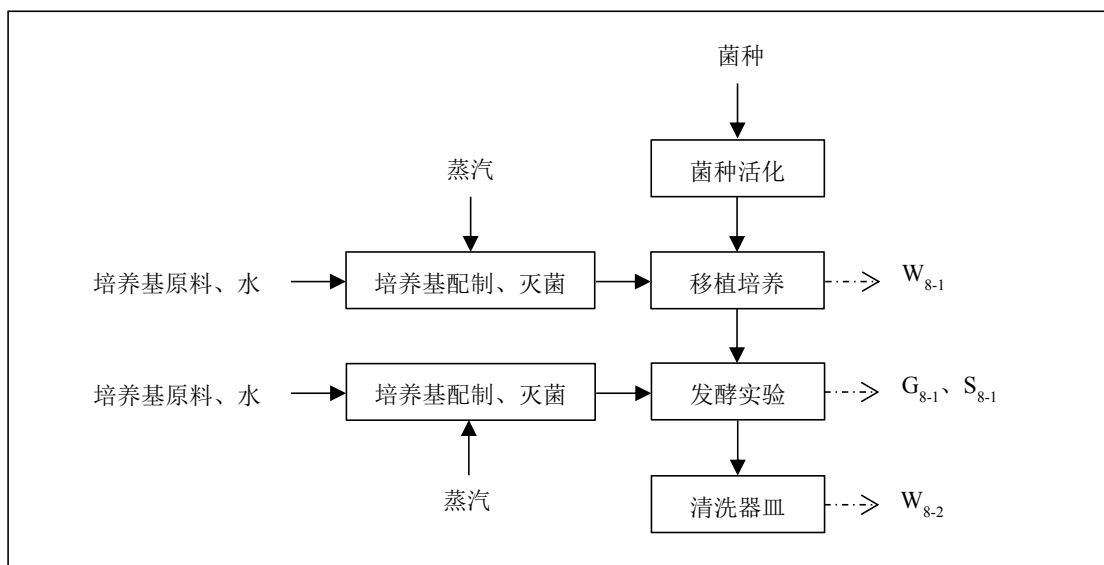 菌种
菌种活化
蒸汽
培养基原料、水
培养基配制、灭菌
移植培养
W8-1
培养基原料、水
培养基配制、灭菌
发酵实验
G8-1、S8-1
蒸汽
清洗器皿
W8-2